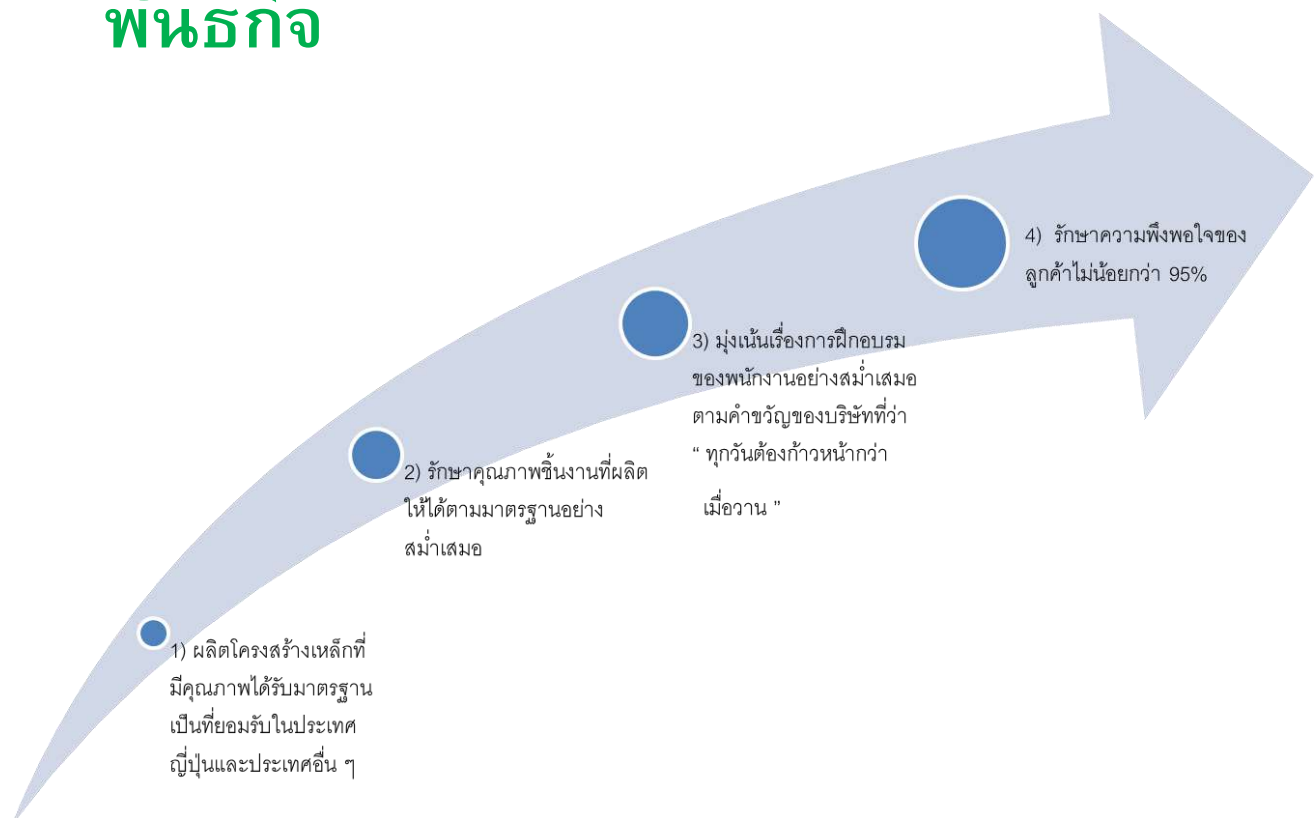 พันธกิจ
1) ผลิตโครงสร้างเหล็กที่
มีคุณภาพได้รับมาตรฐาน
เป็นที่ยอมรับในประเทศ
ญี่ปุ่นและประเทศอื่น ๆ
2) รักษาคุณภาพชิ้นงานที่ผลิต
ให้ได้ตามมาตรฐานอย่าง
สม่ำเสมอ
3) มุ่งเน้นเรื่องการฝึกอบรม
ของพนักงานอย่างสม่ำเสมอ
ตามคำขวัญของบริษัทที่ว่า
“ ทุกวันต้องก้าวหน้ากว่า
เมื่อวาน ”
4) รักษาความพึงพอใจของ
ลูกค้าไม่น้อยกว่า 95%